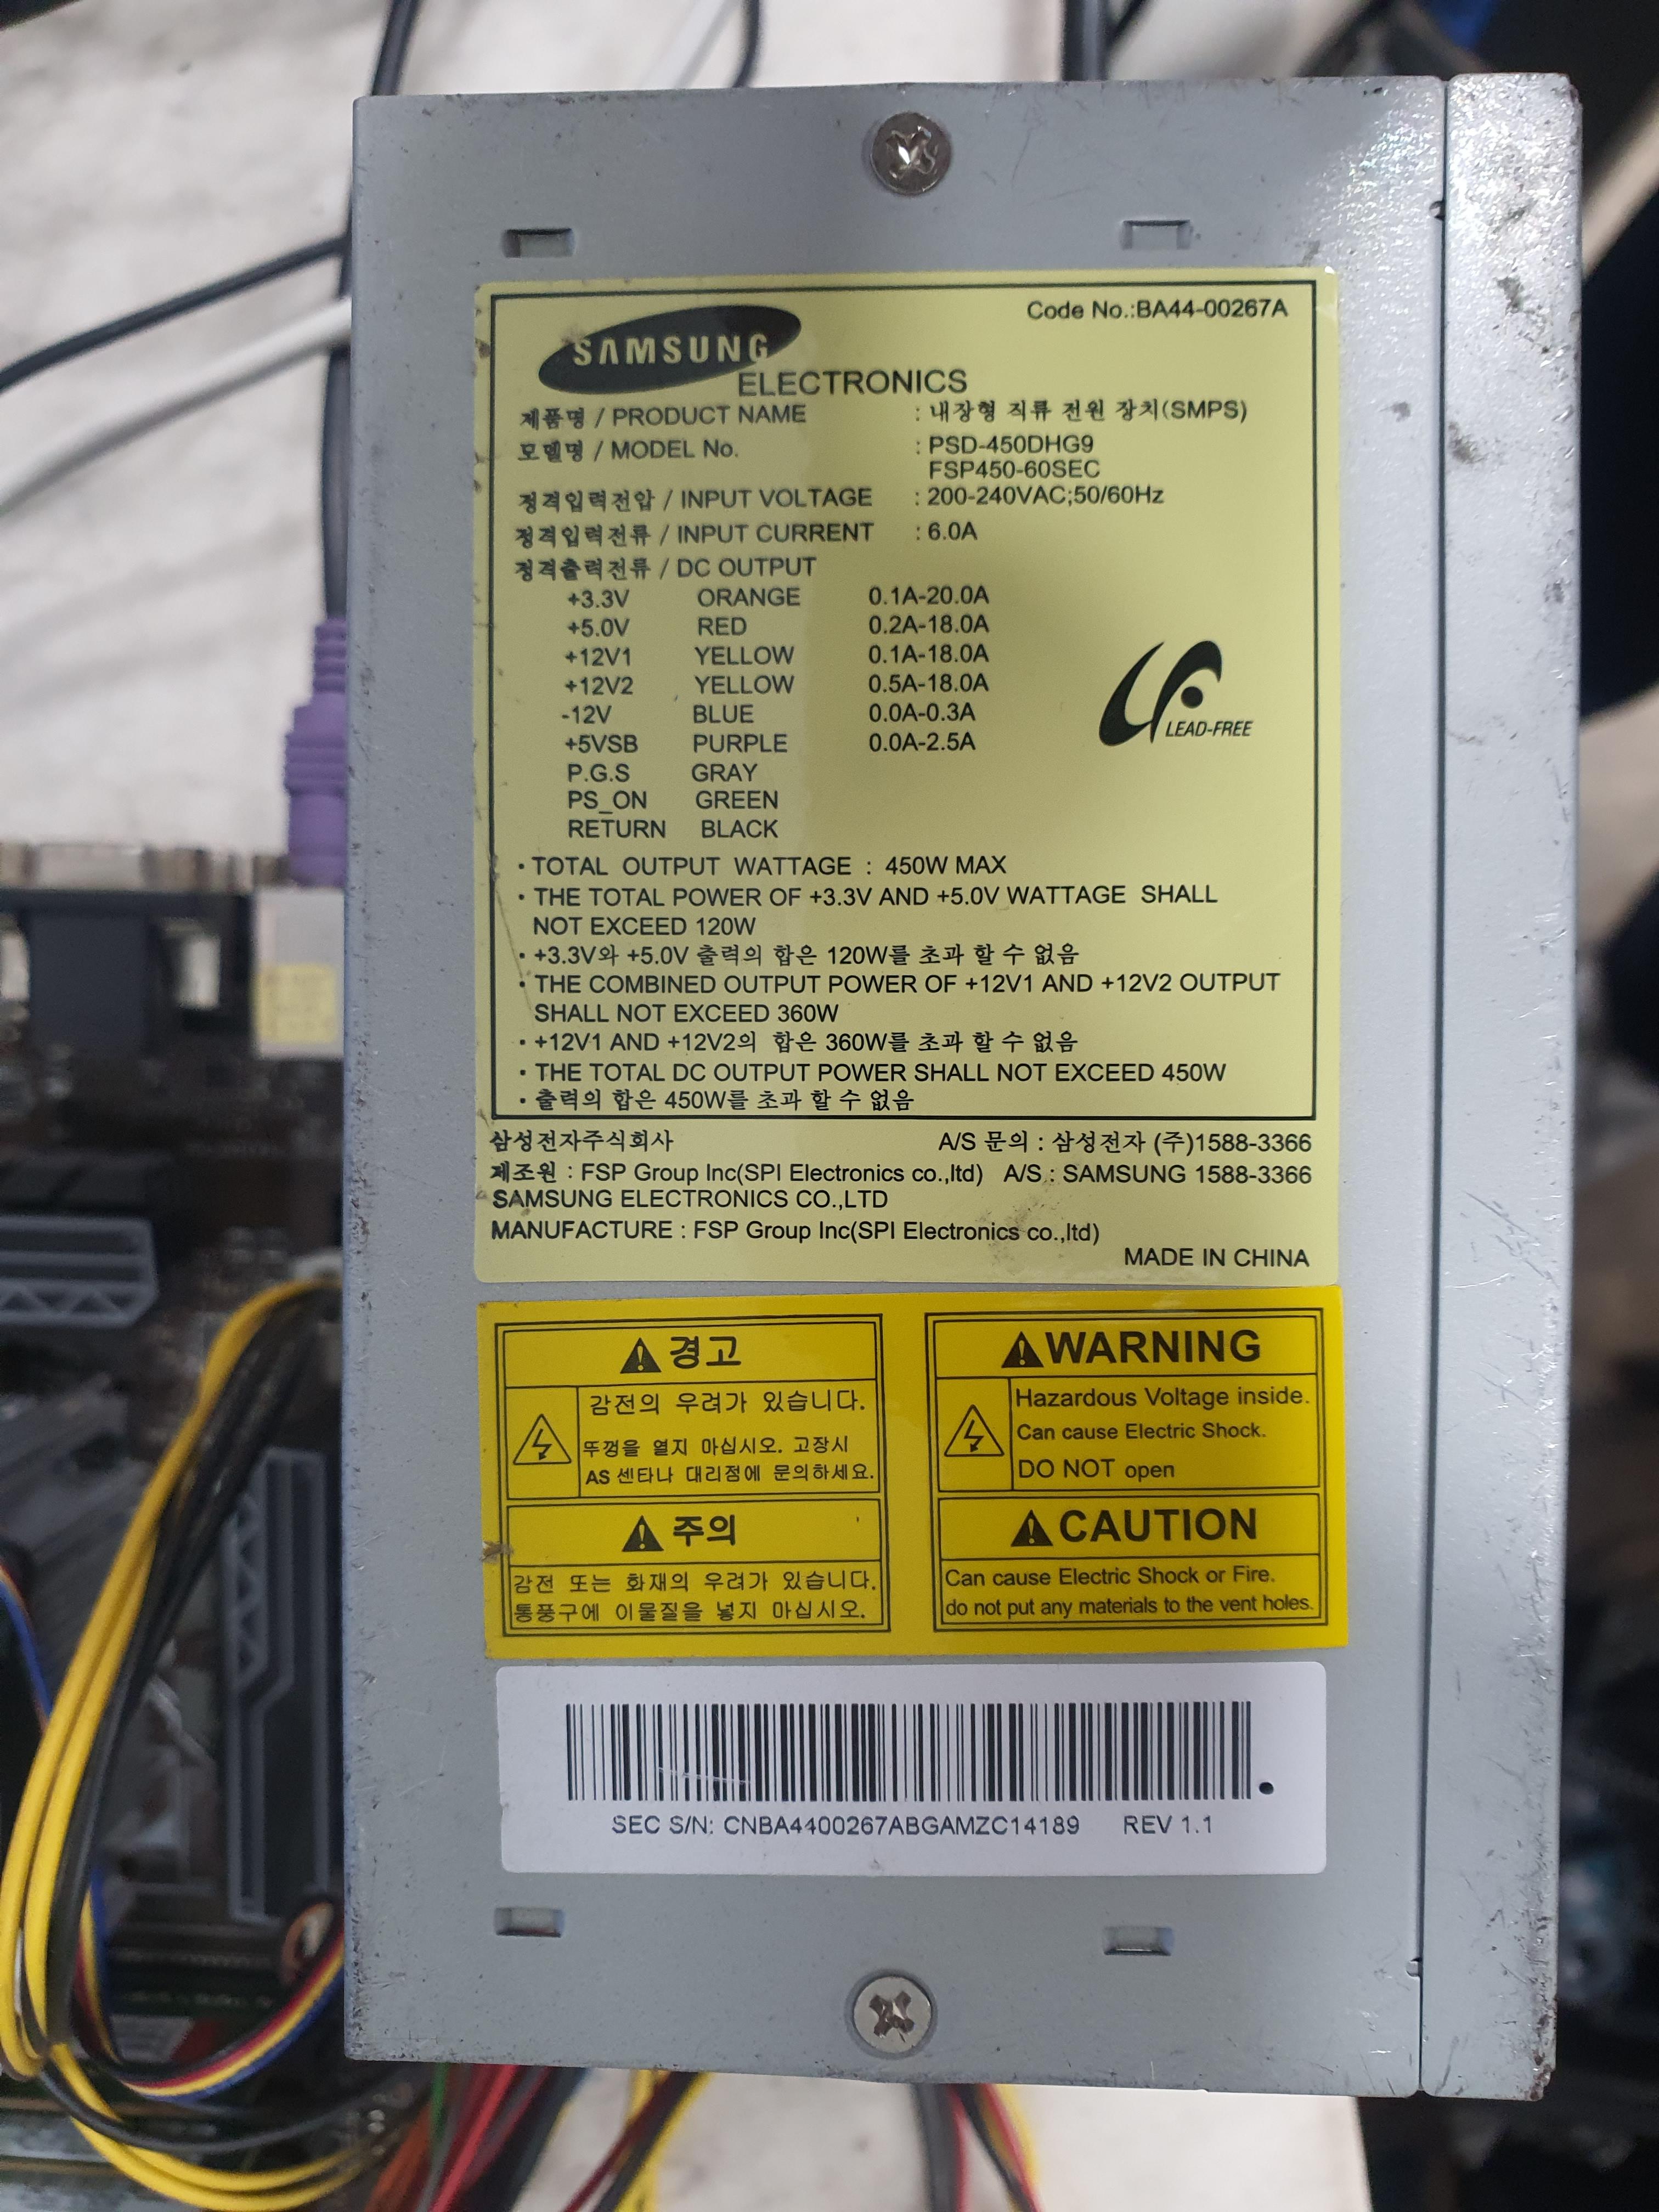 Code No.:BA44-00267A
SAMSUNG
ELECTRONICS
제품명 / PRODUCT NAME : 내장형 직류 전원 장치(SMPS)
모델명 / MODEL No. : PSD-450DHG9
FSP450-60SEC
정격입력전압 / INPUT VOLTAGE : 200-240VAC;50/60Hz
정격입력전류 / INPUT CURRENT : 6.0A
정격출력전류 / DC OUTPUT
+3.3V ORANGE 0.1A-20.0A
+5.0V RED 0.2A-18.0A
+12V1 YELLOW 0.1A-18.0A
+12V2 YELLOW 0.5A-18.0A
-12V BLUE 0.0A-0.3A
+5VSB PURPLE 0.0A-2.5A
P.G.S GRAY
PS_ON GREEN
RETURN BLACK
LEAD-FREE
· TOTAL OUTPUT WATTAGE : 450W MAX
· THE TOTAL POWER OF +3.3V AND +5.0V WATTAGE SHALL
NOT EXCEED 120W
· +3.3V와 +5.0V 출력의 합은 120W를 초과 할 수 없음
· THE COMBINED OUTPUT POWER OF +12V1 AND +12V2 OUTPUT
SHALL NOT EXCEED 360W
· +12V1 AND +12V2의 합은 360W를 초과 할 수 없음
· THE TOTAL DC OUTPUT POWER SHALL NOT EXCEED 450W
· 출력의 합은 450W를 초과 할 수 없음
삼성전자주식회사 A/S 문의 : 삼성전자 (주)1588-3366
제조원 : FSP Group Inc(SPI Electronics co.,ltd) A/S : SAMSUNG 1588-3366
SAMSUNG ELECTRONICS CO.,LTD
MANUFACTURE : FSP Group Inc(SPI Electronics co.,ltd)
MADE IN CHINA
경고
감전의 우려가 있습니다.
뚜껑을 열지 마십시오. 고장시
AS 센타나 대리점에 문의하세요.
주의
감전 또는 화재의 우려가 있습니다.
통풍구에 이물질을 넣지 마십시오.
WARNING
Hazardous Voltage inside.
Can cause Electric Shock.
DO NOT open
CAUTION
Can cause Electric Shock or Fire.
do not put any materials to the vent holes.
SEC S/N: CNBA4400267ABGAMZC14189 REV 1.1